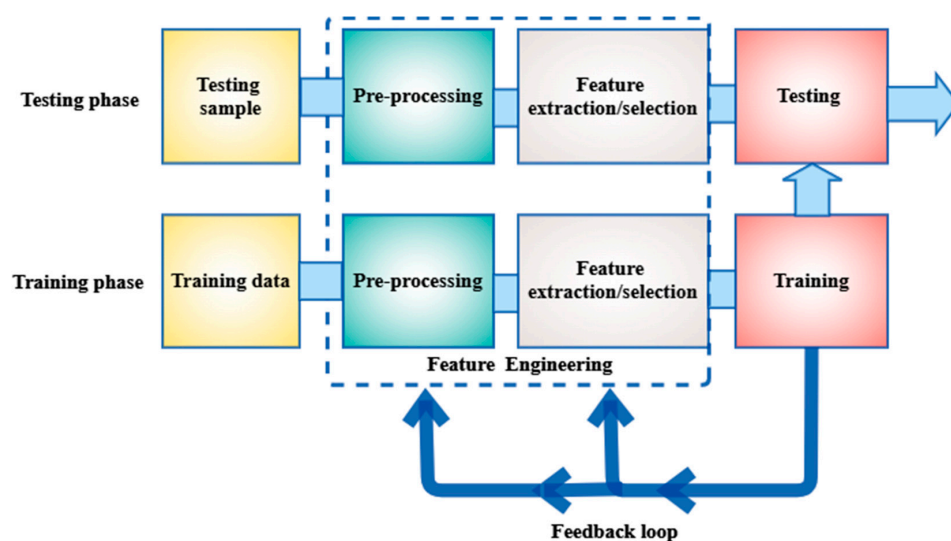 Testing phase
Testing
sample
Pre-processing
Feature
extraction/selection
Testing
Training phase
Training data
Pre-processing
Feature
extraction/selection
Training
Feature Engineering
Feedback loop